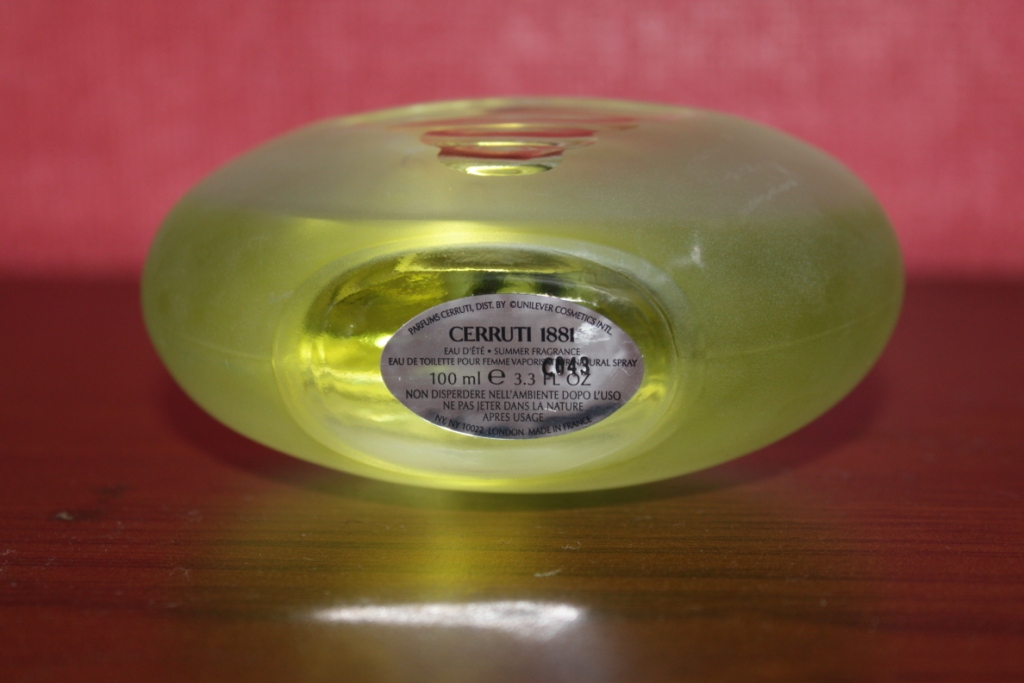 PARFUMS CERRUTI, DIST. BY ©UNILEVER COSMETICS INTL.
CERRUTI 1881
EAU D'ÉTÉ • SUMMER FRAGRANCE
EAU DE TOILETTE POUR FEMME NATURAL SPRAY
C043
100 ml e 3.3 FL OZ
NON DISPERDERE NELL'AMBIENTE DOPO L'USO
NE PAS JETER DANS LA NATURE
APRES USAGE
NY NY 10022 LONDON MADE IN FRANCE